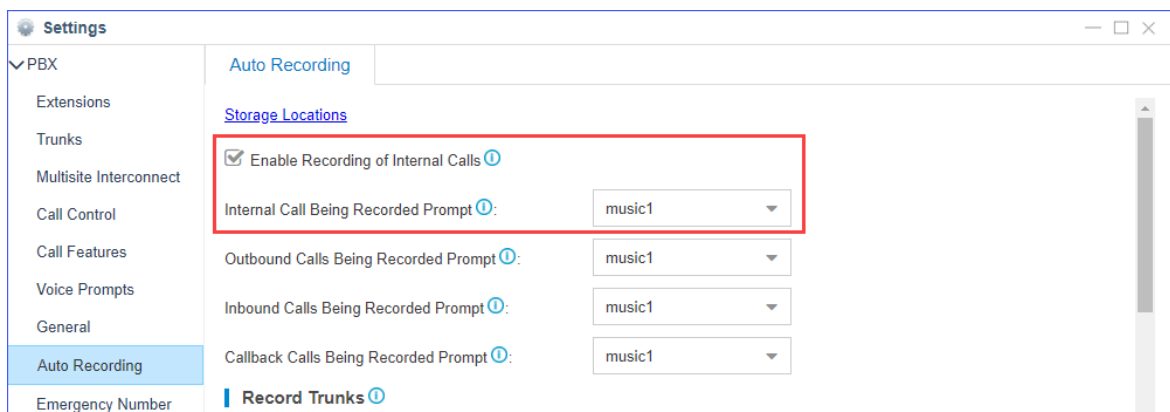 Settings
PBX
Extensions
Trunks
Multisite Interconnect
Call Control
Call Features
Voice Prompts
General
Auto Recording
Emergency Number
Auto Recording
Storage Locations
Enable Recording of Internal Calls
Internal Call Being Recorded Prompt : music1
Outbound Calls Being Recorded Prompt : music1
Inbound Calls Being Recorded Prompt : music1
Callback Calls Being Recorded Prompt : music1
Record Trunks